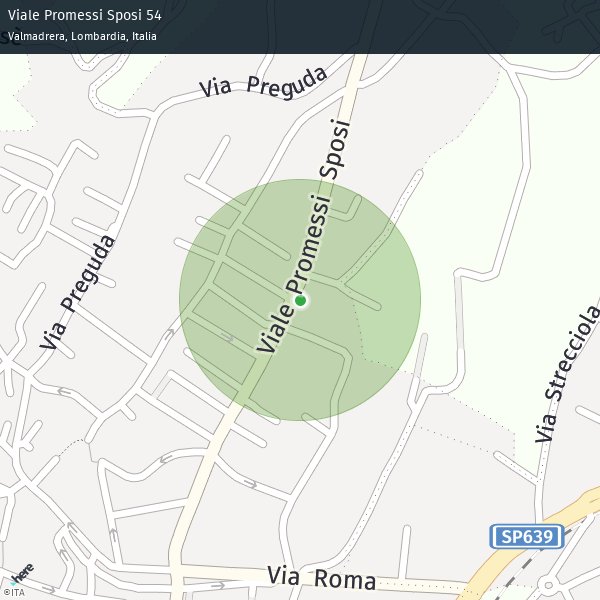 Viale Promessi Sposi 54
Valmadrera, Lombardia, Italia
Via Preguda
Viale Promessi Sposi
Via Preguda
Via Strecciola
SP639
Via Roma
here
©ITA